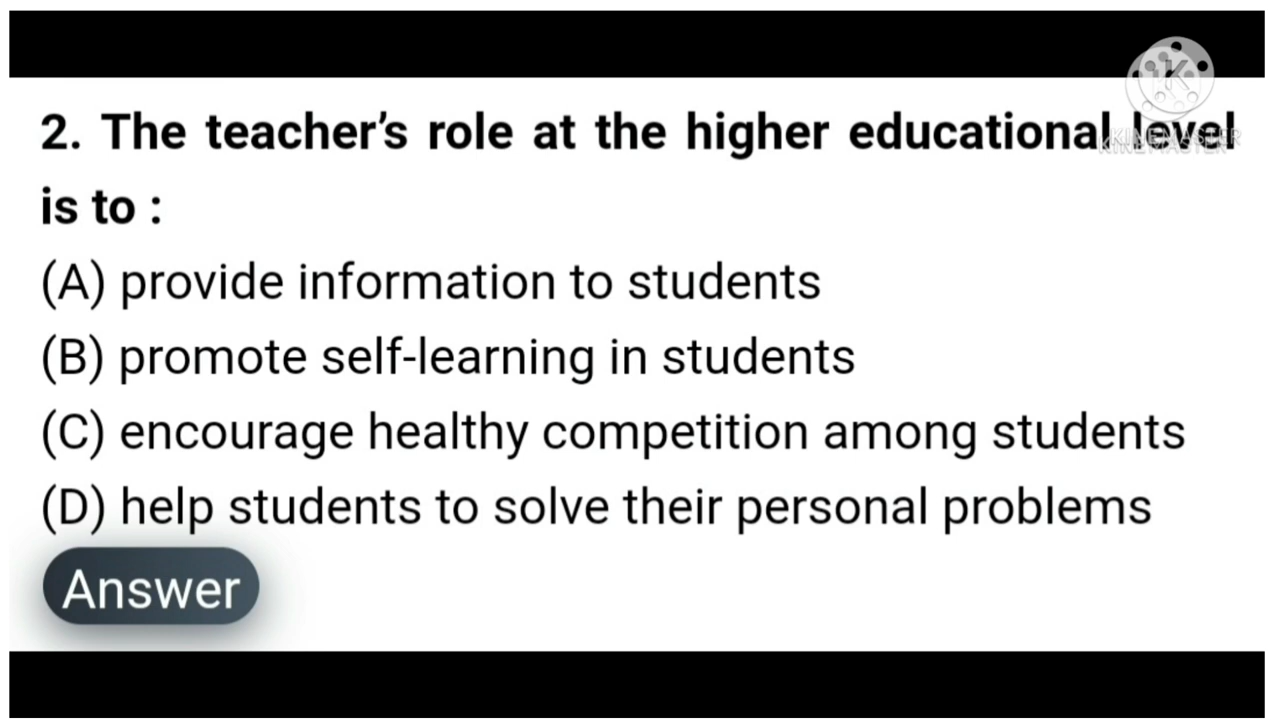 2. The teacher’s role at the higher educational level
KINEMASTER
is to :
(A) provide information to students
(B) promote self-learning in students
(C) encourage healthy competition among students
(D) help students to solve their personal problems
Answer